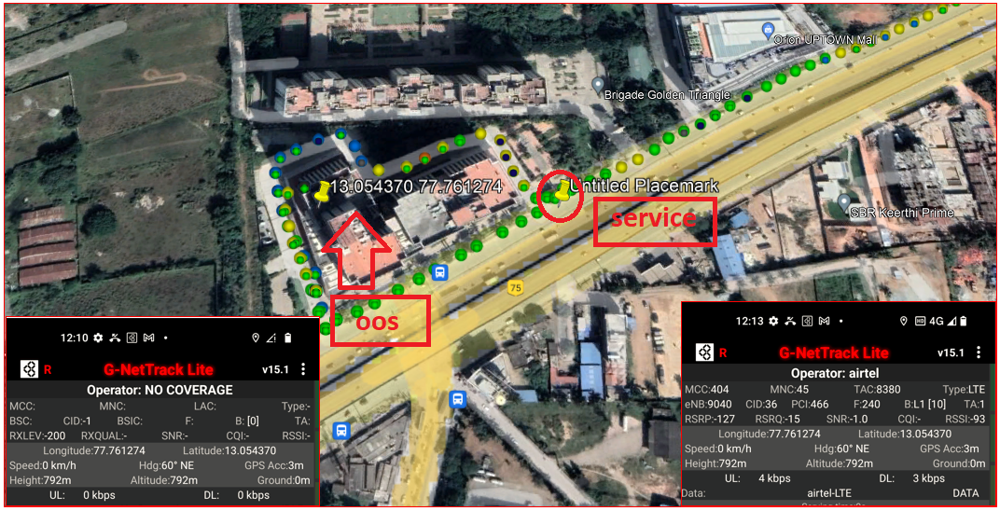 Orion UPTOWN Mall
Brigade Golden Triangle
13.054370 77.761274
Untitled Placemark
service
SBR Keerthi Prime
75
oos
12:10
G-NetTrack Lite
R
v15.1
Operator: NO COVERAGE
MCC: MNC: LAC: Type:-
BSC: CID:-1 BSIC: F: B: [0] TA:
RXLEV:-200 RXQUAL:- SNR:- CQI:- RSSI:-
Longitude:77.761274 Latitude:13.054370
Speed:0 km/h Hdg:60° NE GPS Acc:3m
Height:792m Altitude:792m Ground:0m
UL: 0 kbps DL: 0 kbps
12:13 HD 4G
R G-NetTrack Lite v15.1
Operator: airtel
MCC:404 MNC:45 TAC:8380 Type:LTE
eNB:9040 CID:36 PCI:466 F:240 B:L1 [10] TA:1
RSRP:-127 RSRQ:-15 SNR:-1.0 CQI:- RSSI:-93
Longitude:77.761274 Latitude:13.054370
Speed:0 km/h Hdg:60° NE GPS Acc:3m
Height:792m Altitude:792m Ground:0m
UL: 4 kbps DL: 3 kbps
Data: airtel-LTE DATA